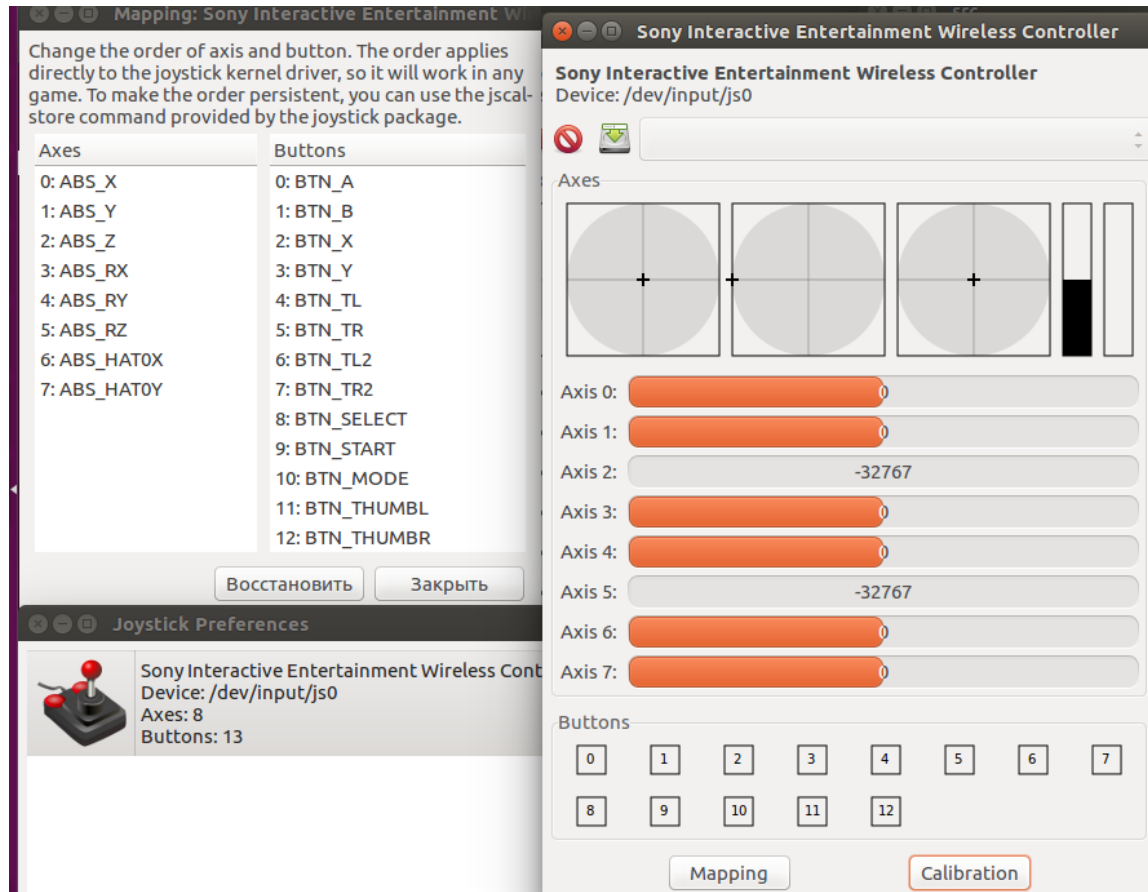 Mapping: Sony Interactive Entertainment Wi
Change the order of axis and button. The order applies
directly to the joystick kernel driver, so it will work in any
game. To make the order persistent, you can use the jscal-
store command provided by the joystick package.
Axes
0: ABS_X
1: ABS_Y
2: ABS_Z
3: ABS_RX
4: ABS_RY
5: ABS_RZ
6: ABS_HAT0X
7: ABS_HAT0Y
Buttons
0: BTN_A
1: BTN_B
2: BTN_X
3: BTN_Y
4: BTN_TL
5: BTN_TR
6: BTN_TL2
7: BTN_TR2
8: BTN_SELECT
9: BTN_START
10: BTN_MODE
11: BTN_THUMBL
12: BTN_THUMBR
Восстановить
Закрыть
Joystick Preferences
Sony Interactive Entertainment Wireless Cont
Device: /dev/input/js0
Axes: 8
Buttons: 13
Sony Interactive Entertainment Wireless Controller
Sony Interactive Entertainment Wireless Controller
Device: /dev/input/js0
Axes
Axis 0: 0
Axis 1: 0
Axis 2: -32767
Axis 3: 0
Axis 4: 0
Axis 5: -32767
Axis 6: 0
Axis 7: 0
Buttons
0 1 2 3 4 5 6 7
8 9 10 11 12
Mapping
Calibration